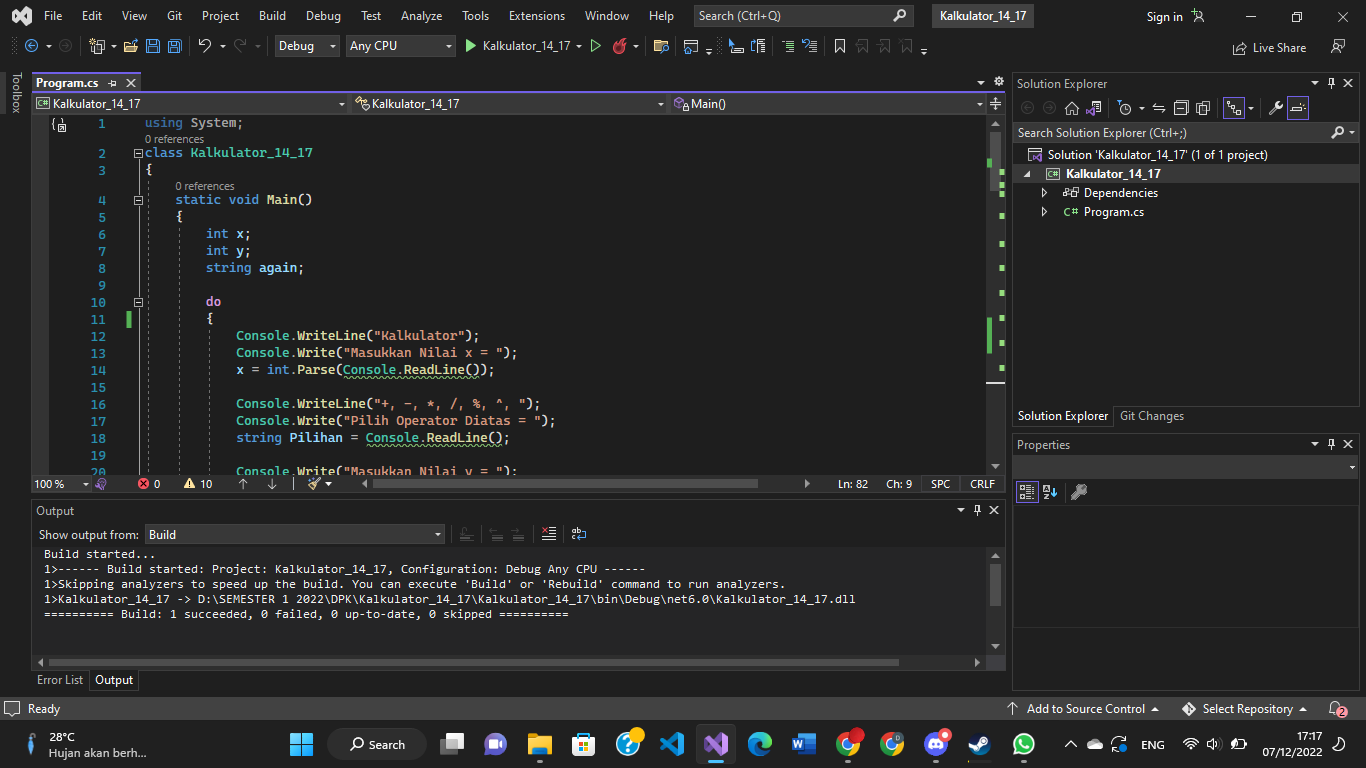 File Edit View Git Project Build Debug Test Analyze Tools Extensions Window Help Search (Ctrl+Q) Kalkulator_14_17 Sign in
Debug Any CPU Kalkulator_14_17 Live Share
Toolbox
Program.cs
Kalkulator_14_17 Kalkulator_14_17 Main()
1 using System;
0 references
2 class Kalkulator_14_17
3 {
0 references
4 static void Main()
5 {
6 int x;
7 int y;
8 string again;
9
10 do
11 {
12 Console.WriteLine("Kalkulator");
13 Console.Write("Masukkan Nilai x = ");
14 x = int.Parse(Console.ReadLine());
15
16 Console.WriteLine("+, -, *, /, %, ^, ");
17 Console.Write("Pilih Operator Diatas = ");
18 string Pilihan = Console.ReadLine();
19
20 Console.Write("Masukkan Nilai y = ");
100 % 0 10 Ln: 82 Ch: 9 SPC CRLF
Output
Show output from: Build
Build started...
1>------ Build started: Project: Kalkulator_14_17, Configuration: Debug Any CPU ------
1>Skipping analyzers to speed up the build. You can execute 'Build' or 'Rebuild' command to run analyzers.
1>Kalkulator_14_17 -> D:\SEMESTER 1 2022\DPK\Kalkulator_14_17\Kalkulator_14_17\bin\Debug\net6.0\Kalkulator_14_17.dll
========== Build: 1 succeeded, 0 failed, 0 up-to-date, 0 skipped ==========
Error List Output
Solution Explorer
Search Solution Explorer (Ctrl+;)
Solution 'Kalkulator_14_17' (1 of 1 project)
C# Kalkulator_14_17
Dependencies
C# Program.cs
Solution Explorer Git Changes
Properties
Ready Add to Source Control Select Repository 2
28°C
Hujan akan berh...
Search
ENG
17:17
07/12/2022